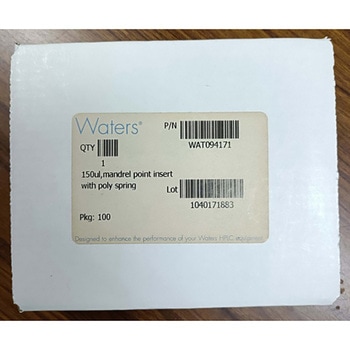 Waters®
P/N
WAT094171
QTY
1
150ul,mandrel point insert
with poly spring
Lot
1040171883
Pkg: 100
Designed to enhance the performance of your Waters HPLC equipment